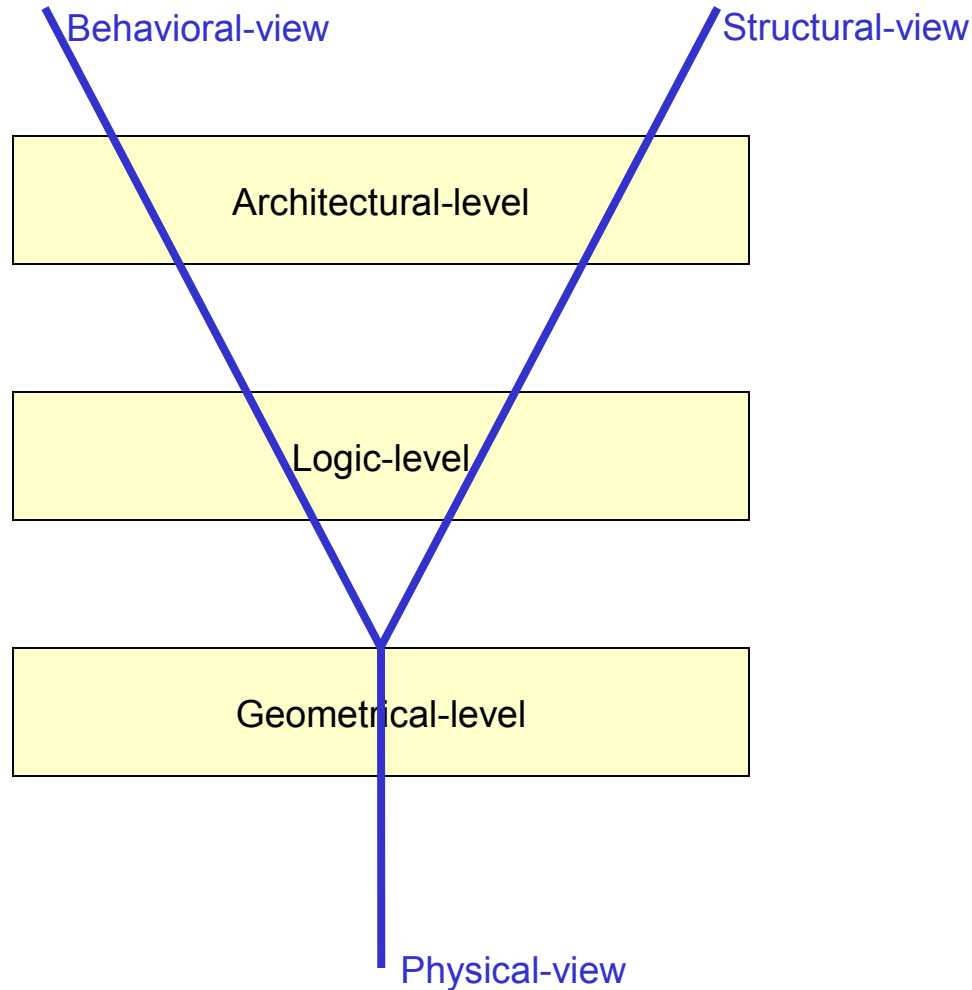 Behavioral-view
Structural-view
Architectural-level
Logic-level
Geometrical-level
Physical-view